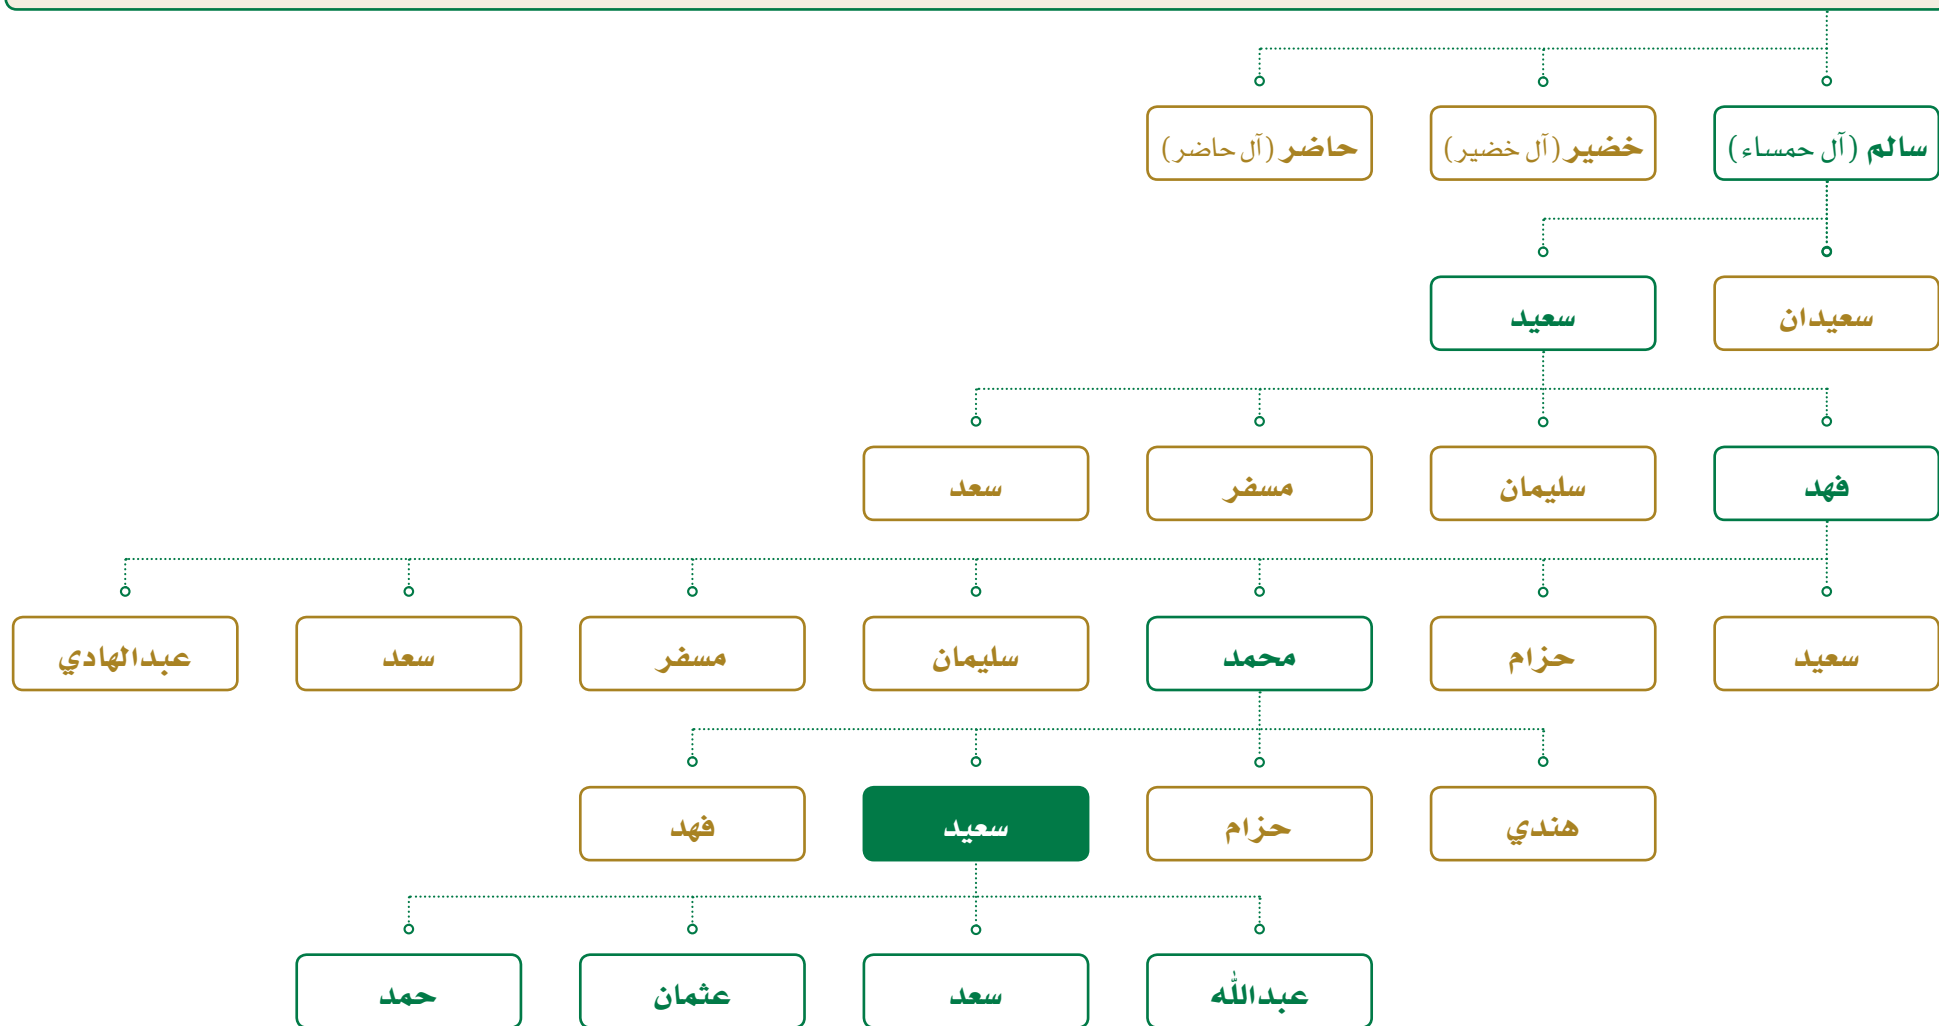 سالم (آل حمساء)
خضير (آل خضير)
حاضر (آل حاضر)
سعيدان
سعيد
فهد
سليمان
مسفر
سعد
سعيد
حزام
محمد
سليمان
مسفر
سعد
عبدالهادي
هندي
حزام
سعيد
فهد
عبدالله
سعد
عثمان
حمد